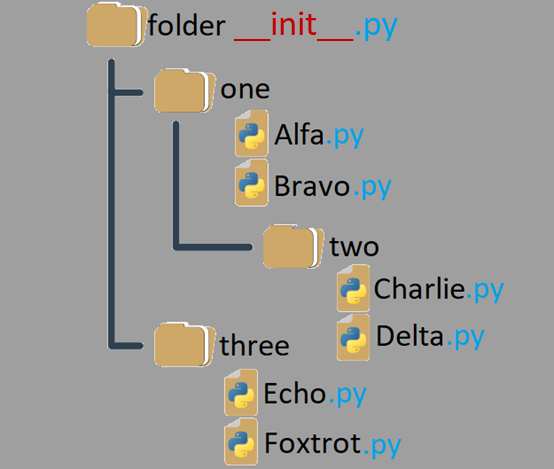 folder __init__.py
one
Alfa.py
Bravo.py
two
Charlie.py
Delta.py
three
Echo.py
Foxtrot.py